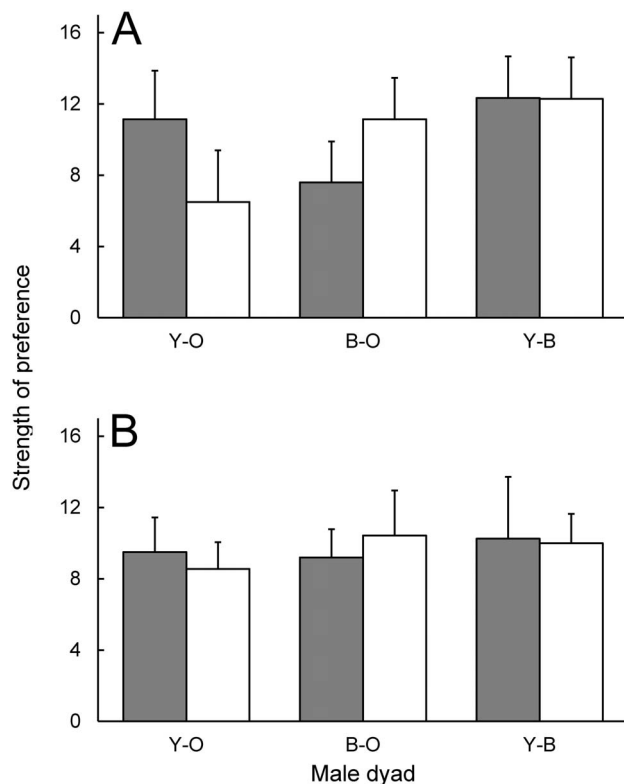 A
16
12
8
4
0
Y-O B-O Y-B
Strength of preference
B
16
12
8
4
0
Y-O B-O Y-B
Male dyad